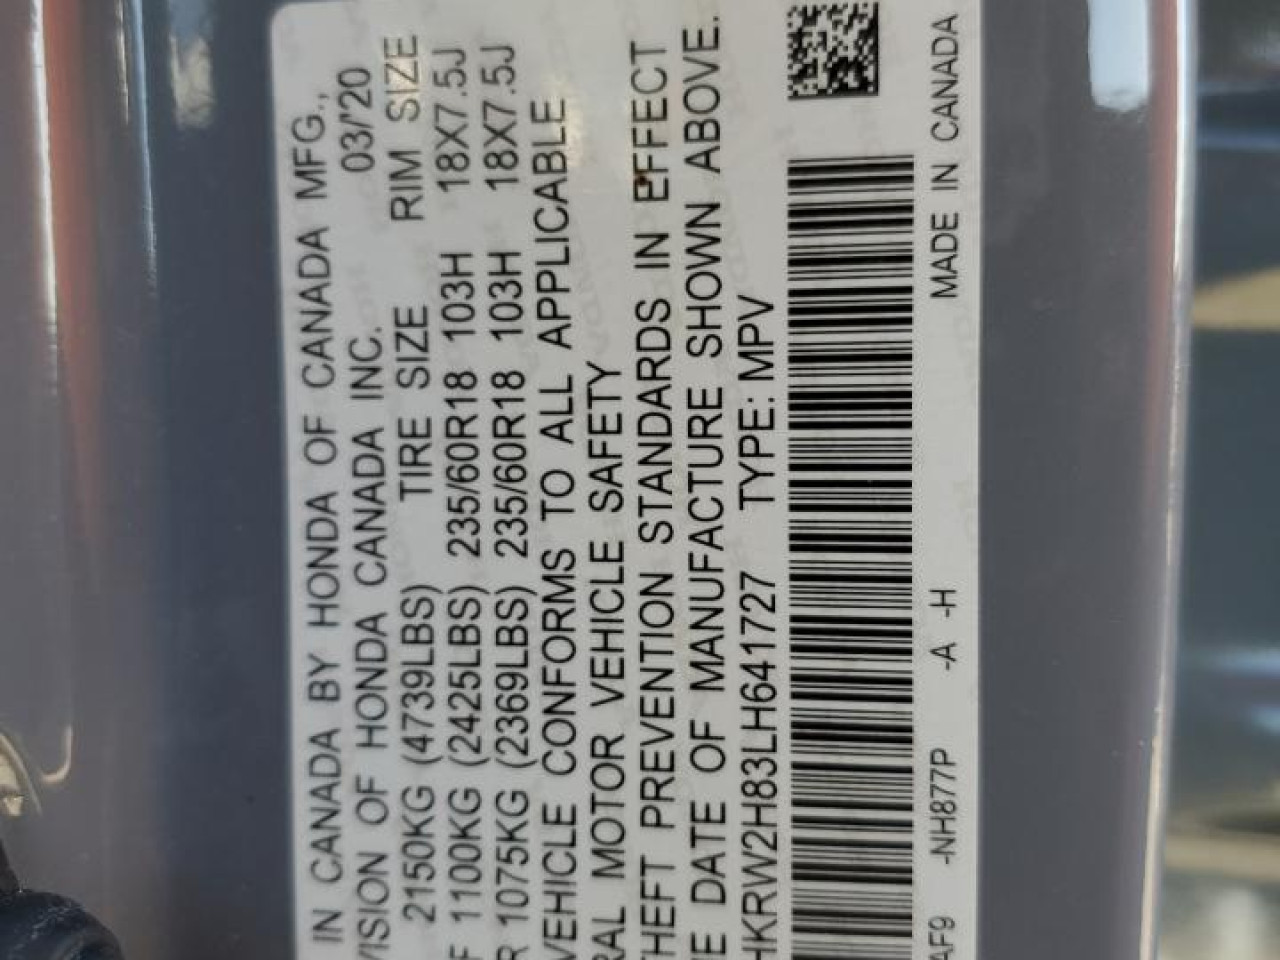 IN CANADA BY HONDA OF CANADA MFG.,
VISION OF HONDA CANADA INC. 03/'20
TIRE SIZE RIM SIZE
2150KG (4739LBS)
F 1100KG (2425LBS) 235/60R18 103H 18X7.5J
R 1075KG (2369LBS) 235/60R18 103H 18X7.5J
VEHICLE CONFORMS TO ALL APPLICABLE
RAL MOTOR VEHICLE SAFETY
THEFT PREVENTION STANDARDS IN EFFECT
E DATE OF MANUFACTURE SHOWN ABOVE.
HKRW2H83LH641727 TYPE: MPV
AF9 -NH877P -A -H MADE IN CANADA